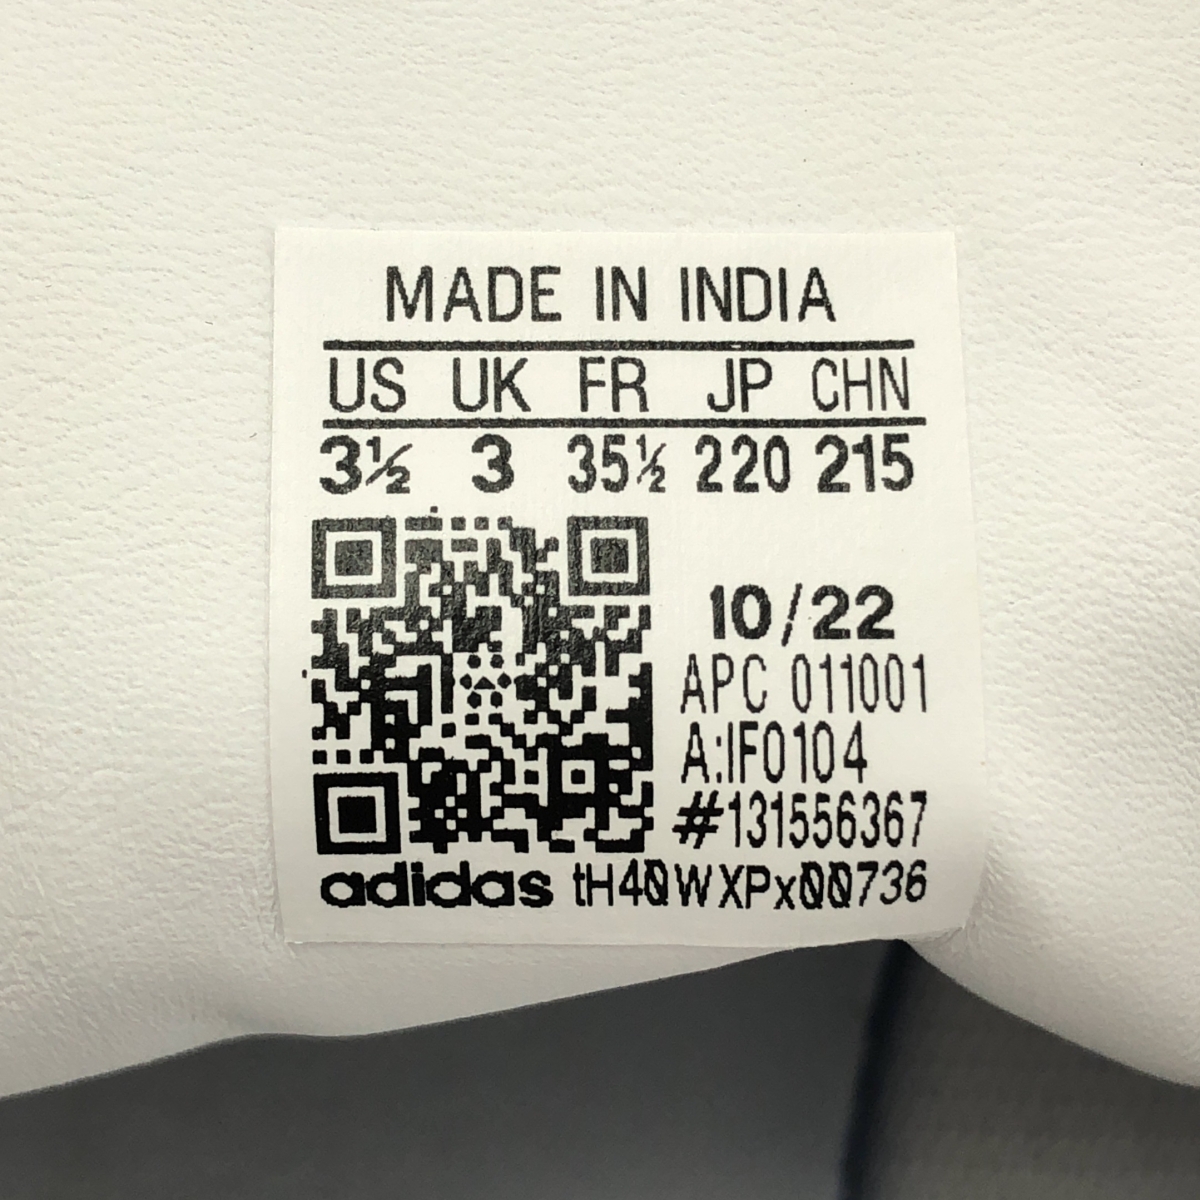 MADE IN INDIA
US UK FR JP CHN
3½ 3 35½ 220 215
10/22
APC 011001
A:IF0104
#131556367
adidas tH40WXPx00736